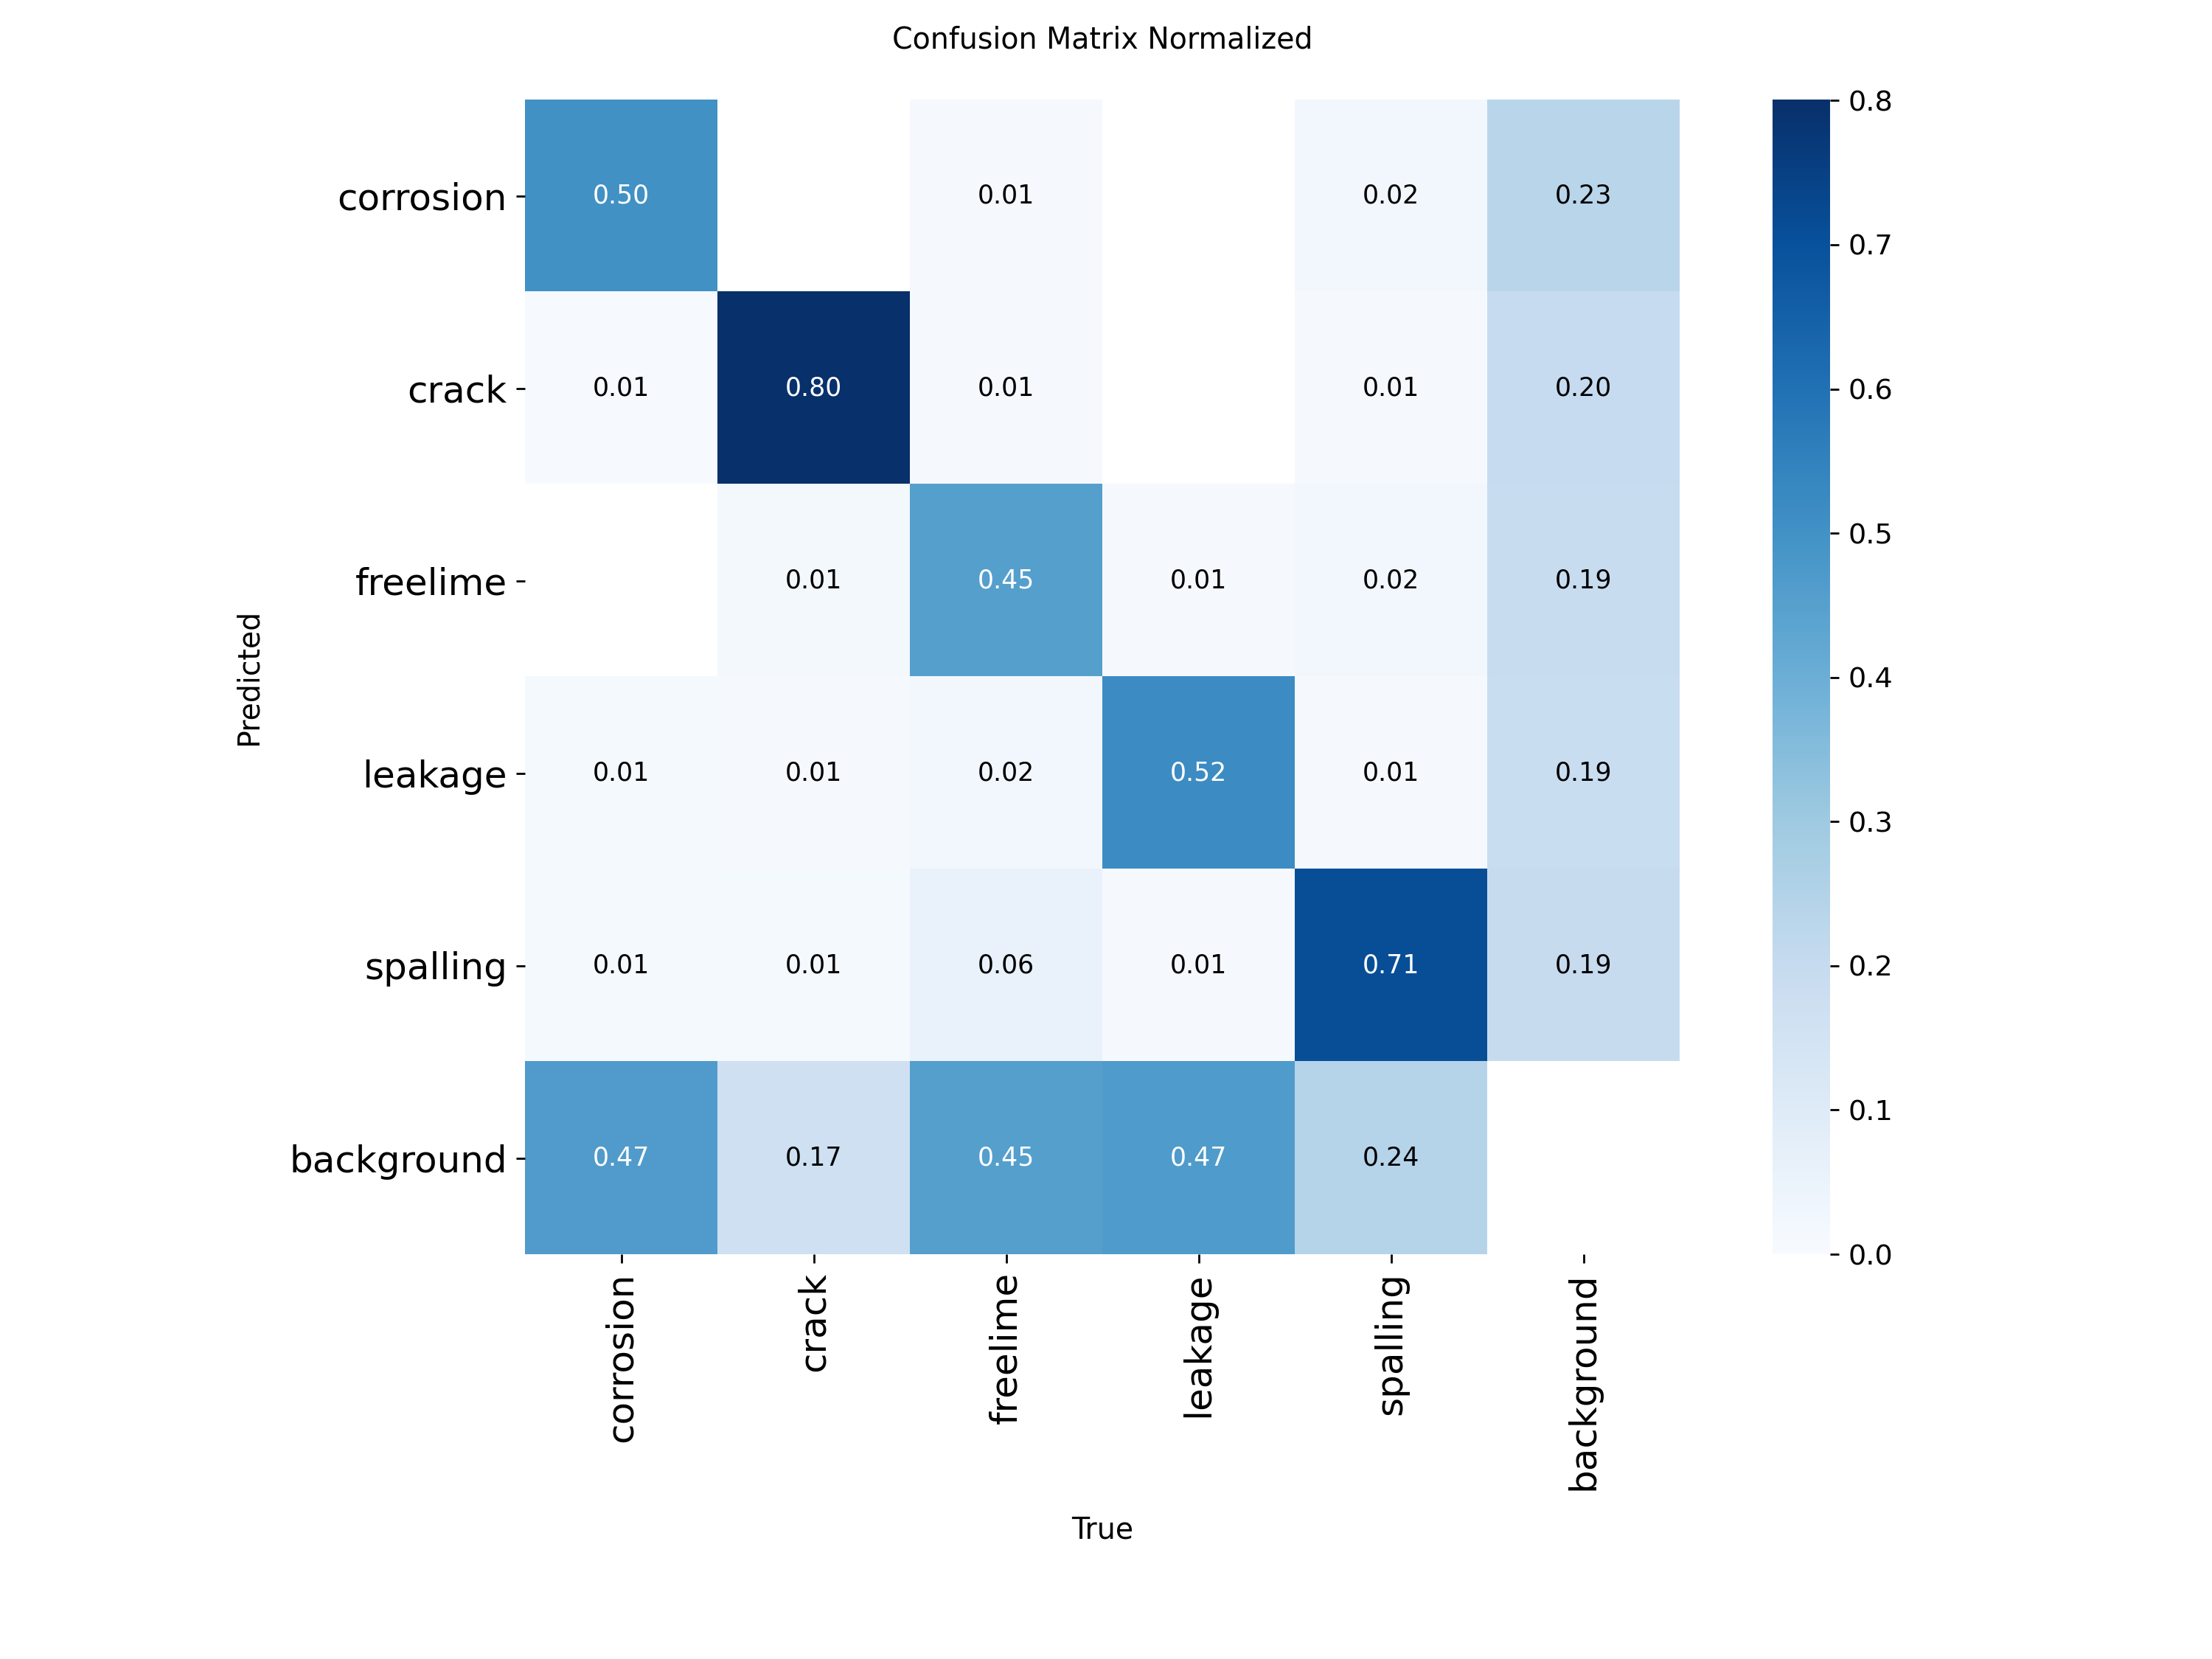 Confusion Matrix Normalized
corrosion 0.50 0.01 0.02 0.23
crack 0.01 0.80 0.01 0.01 0.20
freelime 0.01 0.45 0.01 0.02 0.19
leakage 0.01 0.01 0.02 0.52 0.01 0.19
spalling 0.01 0.01 0.06 0.01 0.71 0.19
background 0.47 0.17 0.45 0.47 0.24
Predicted
corrosion
crack
freelime
leakage
spalling
background
True
0.8
0.7
0.6
0.5
0.4
0.3
0.2
0.1
0.0